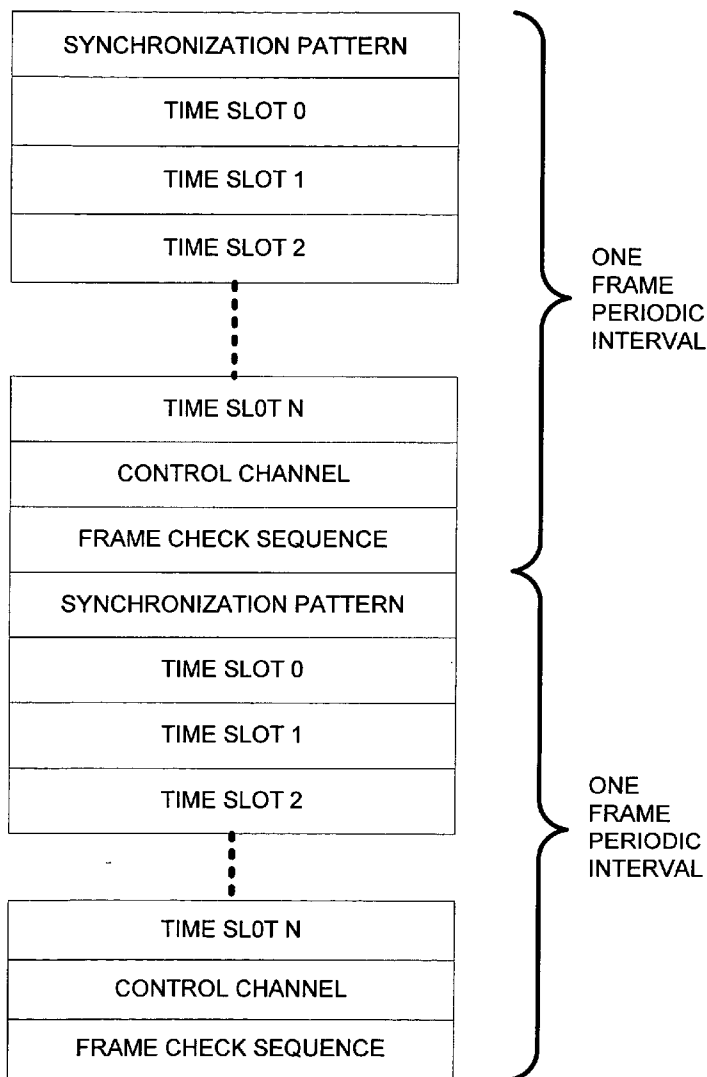 SYNCHRONIZATION PATTERN
TIME SLOT 0
TIME SLOT 1
TIME SLOT 2
TIME SL0T N
CONTROL CHANNEL
FRAME CHECK SEQUENCE
ONE
FRAME
PERIODIC
INTERVAL
SYNCHRONIZATION PATTERN
TIME SLOT 0
TIME SLOT 1
TIME SLOT 2
TIME SL0T N
CONTROL CHANNEL
FRAME CHECK SEQUENCE
ONE
FRAME
PERIODIC
INTERVAL